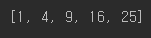 [1, 4, 9, 16, 25]